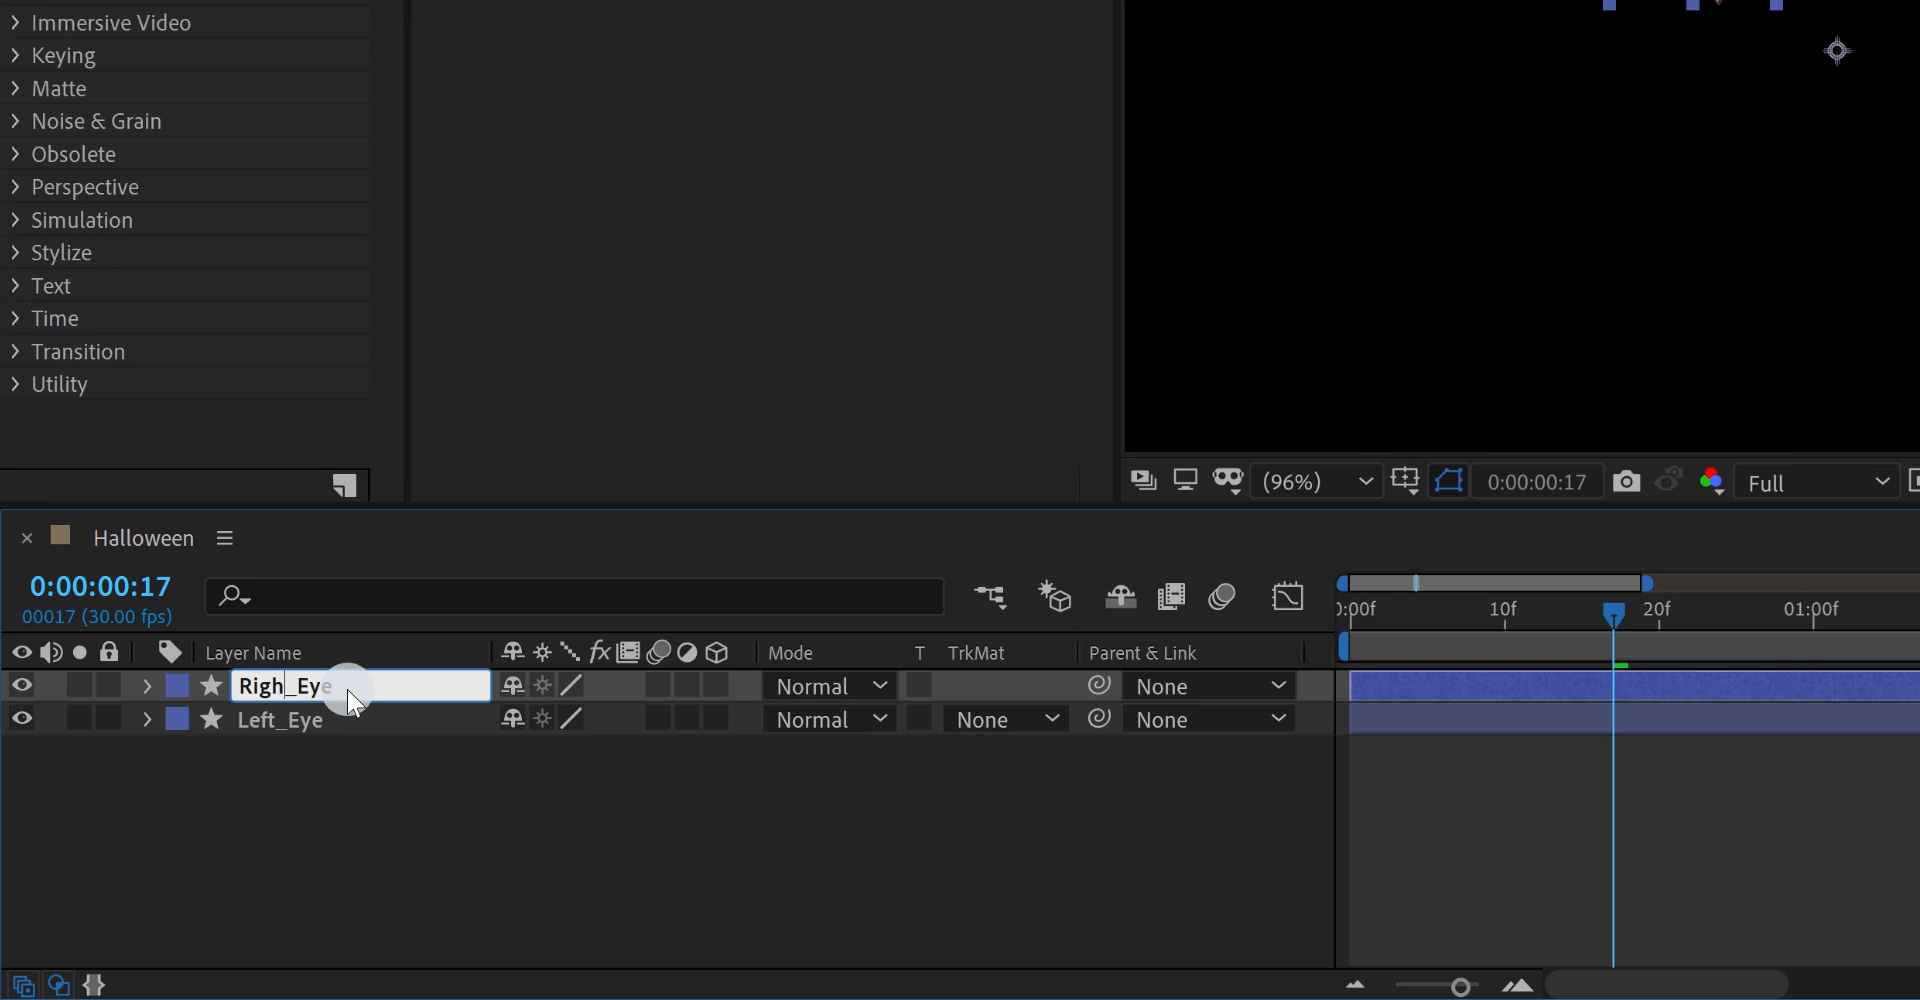 Immersive Video
Keying
Matte
Noise & Grain
Obsolete
Perspective
Simulation
Stylize
Text
Time
Transition
Utility
(96%)
0:00:00:17
Full
Halloween
0:00:00:17
00017 (30.00 fps)
:00f
10f
20f
01:00f
Layer Name
fx
Mode
T
TrkMat
Parent & Link
Righ_Eye
Normal
None
Left_Eye
Normal
None
None